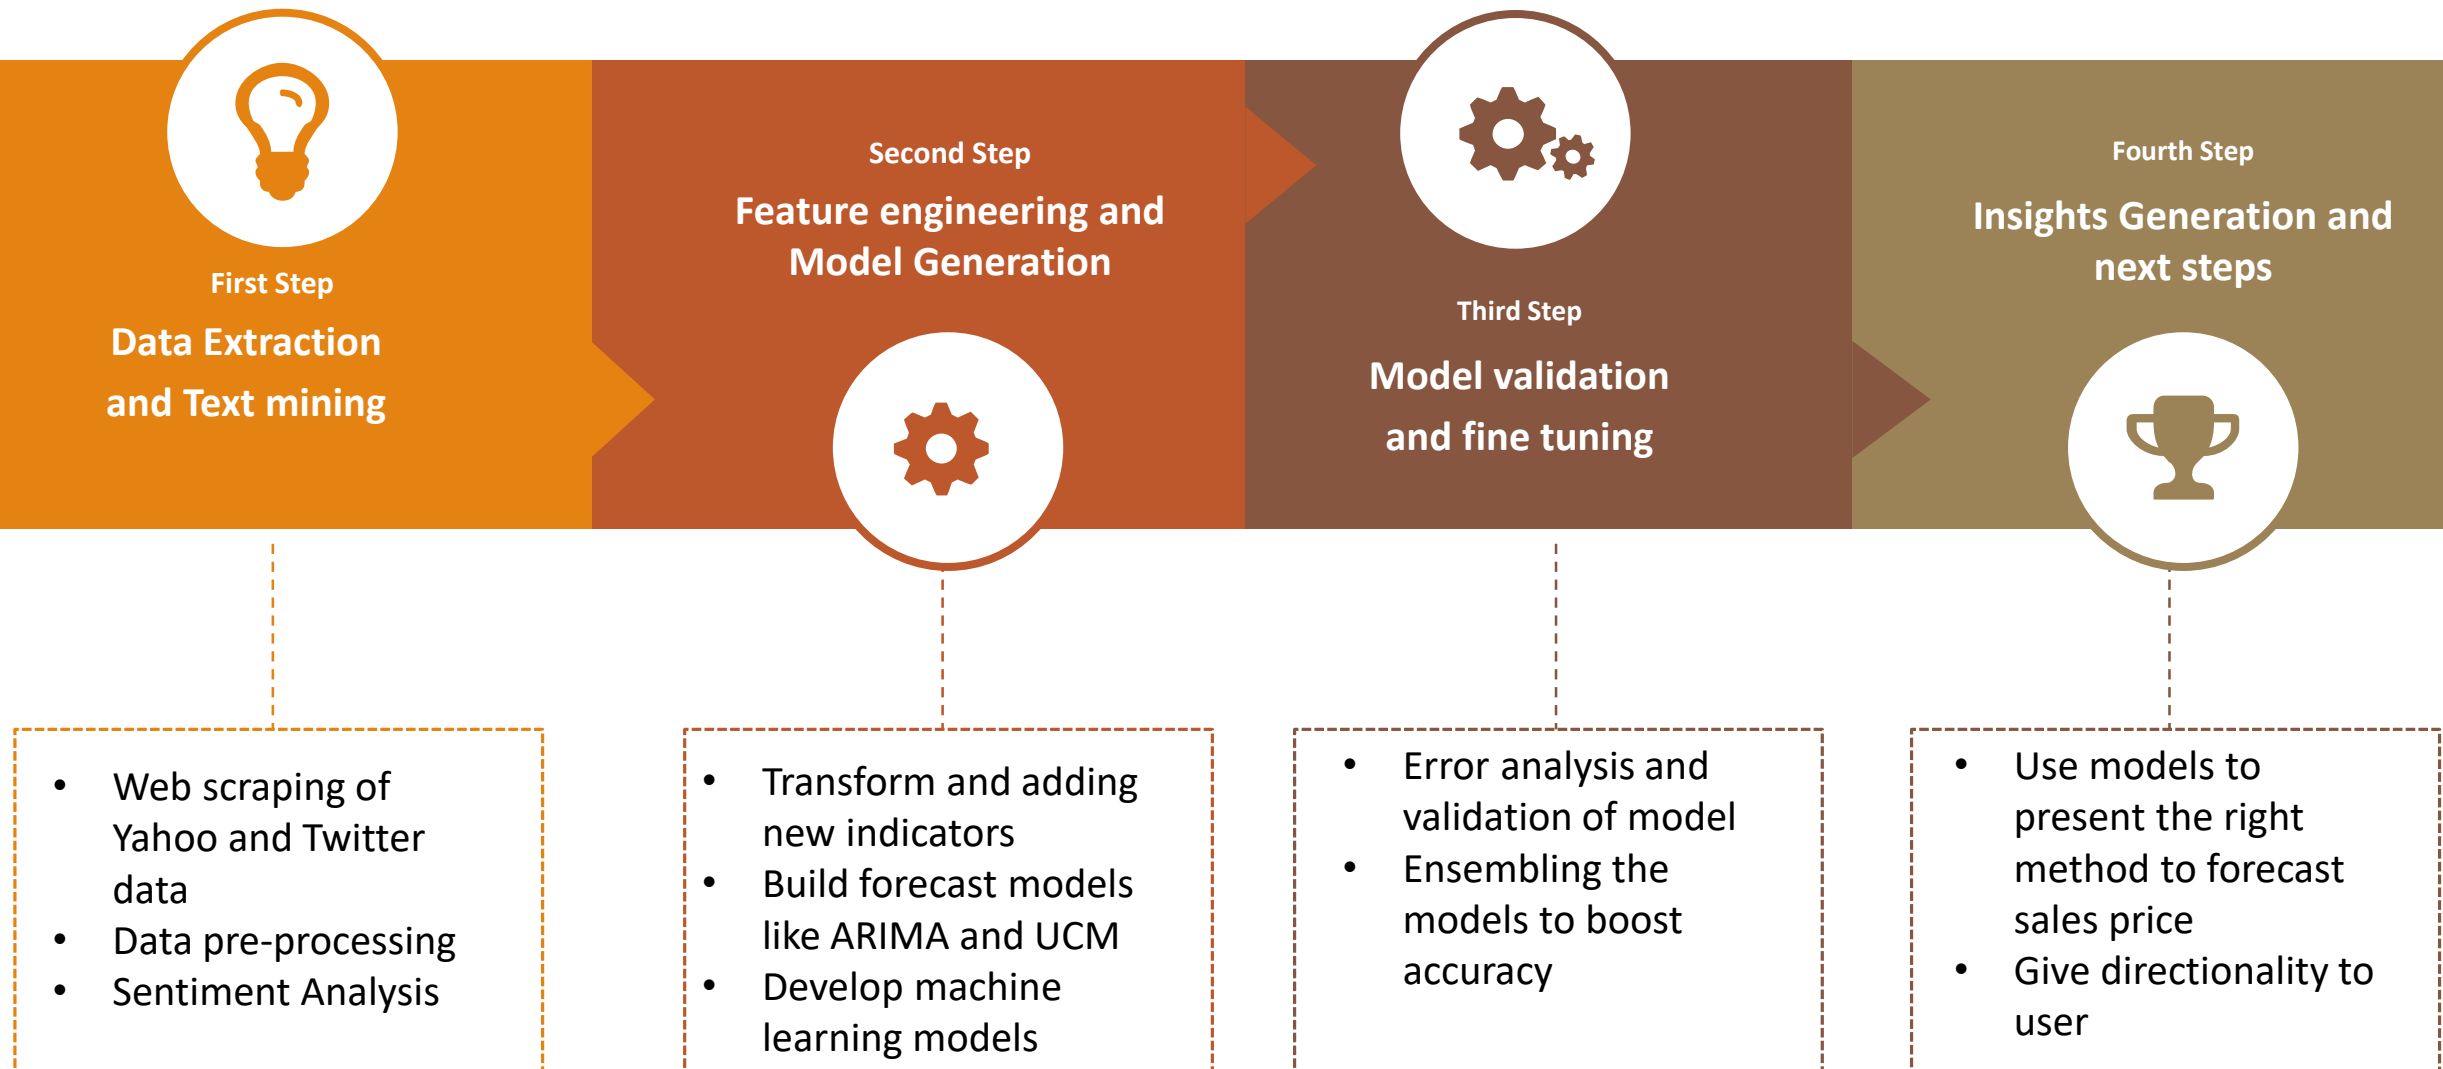 First Step
Data Extraction
and Text mining
Second Step
Feature engineering and
Model Generation
Third Step
Model validation
and fine tuning
Fourth Step
Insights Generation and
next steps
• Web scraping of
Yahoo and Twitter
data
• Data pre-processing
• Sentiment Analysis
• Transform and adding
new indicators
• Build forecast models
like ARIMA and UCM
• Develop machine
learning models
• Error analysis and
validation of model
• Ensembling the
models to boost
accuracy
• Use models to
present the right
method to forecast
sales price
• Give directionality to
user